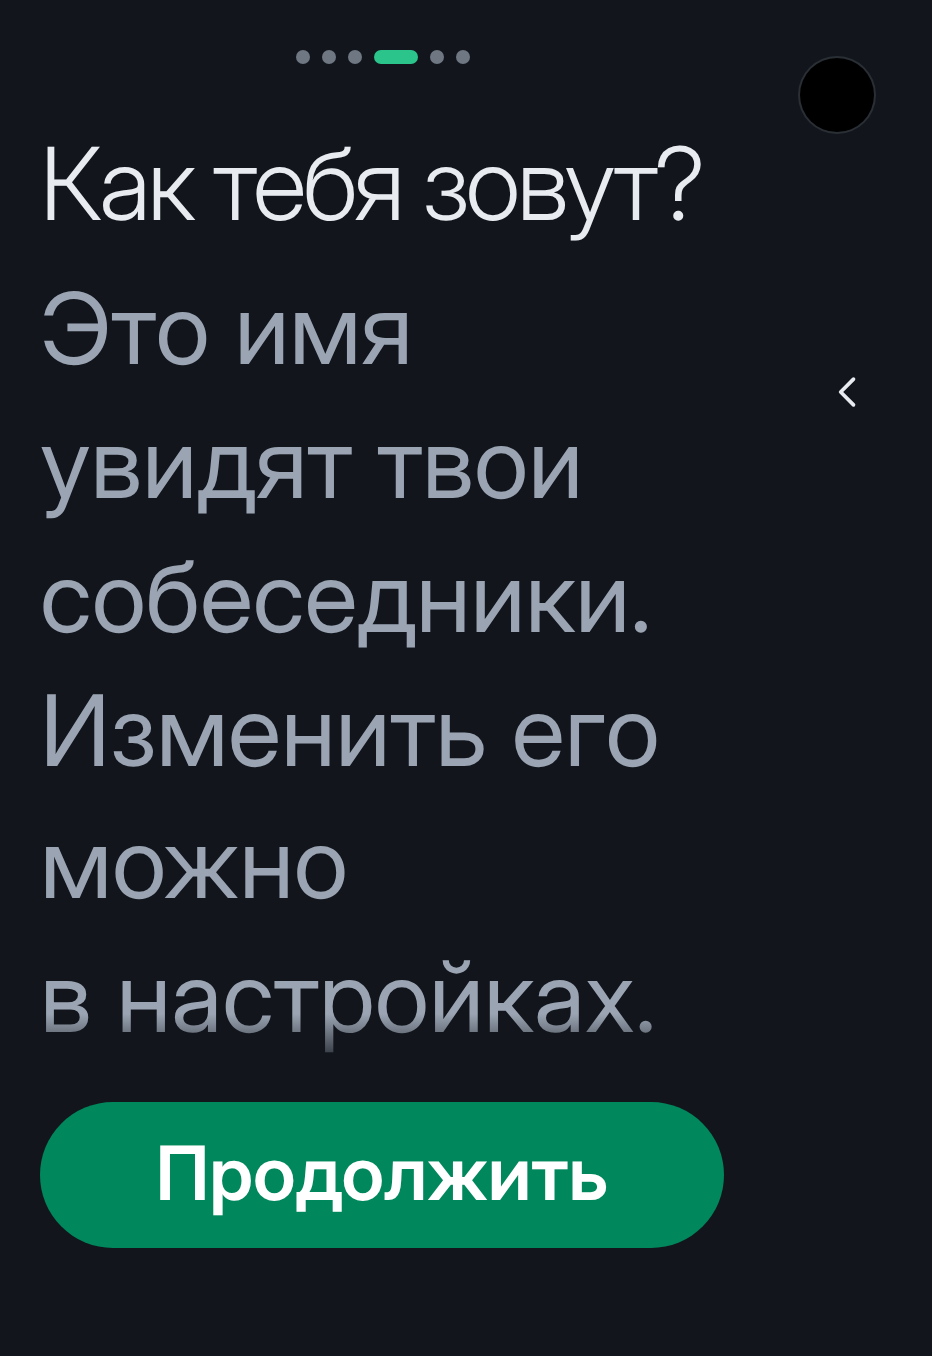 Как тебя зовут?
Это имя
увидят твои
собеседники.
Изменить его
можно
в настройках.
Продолжить